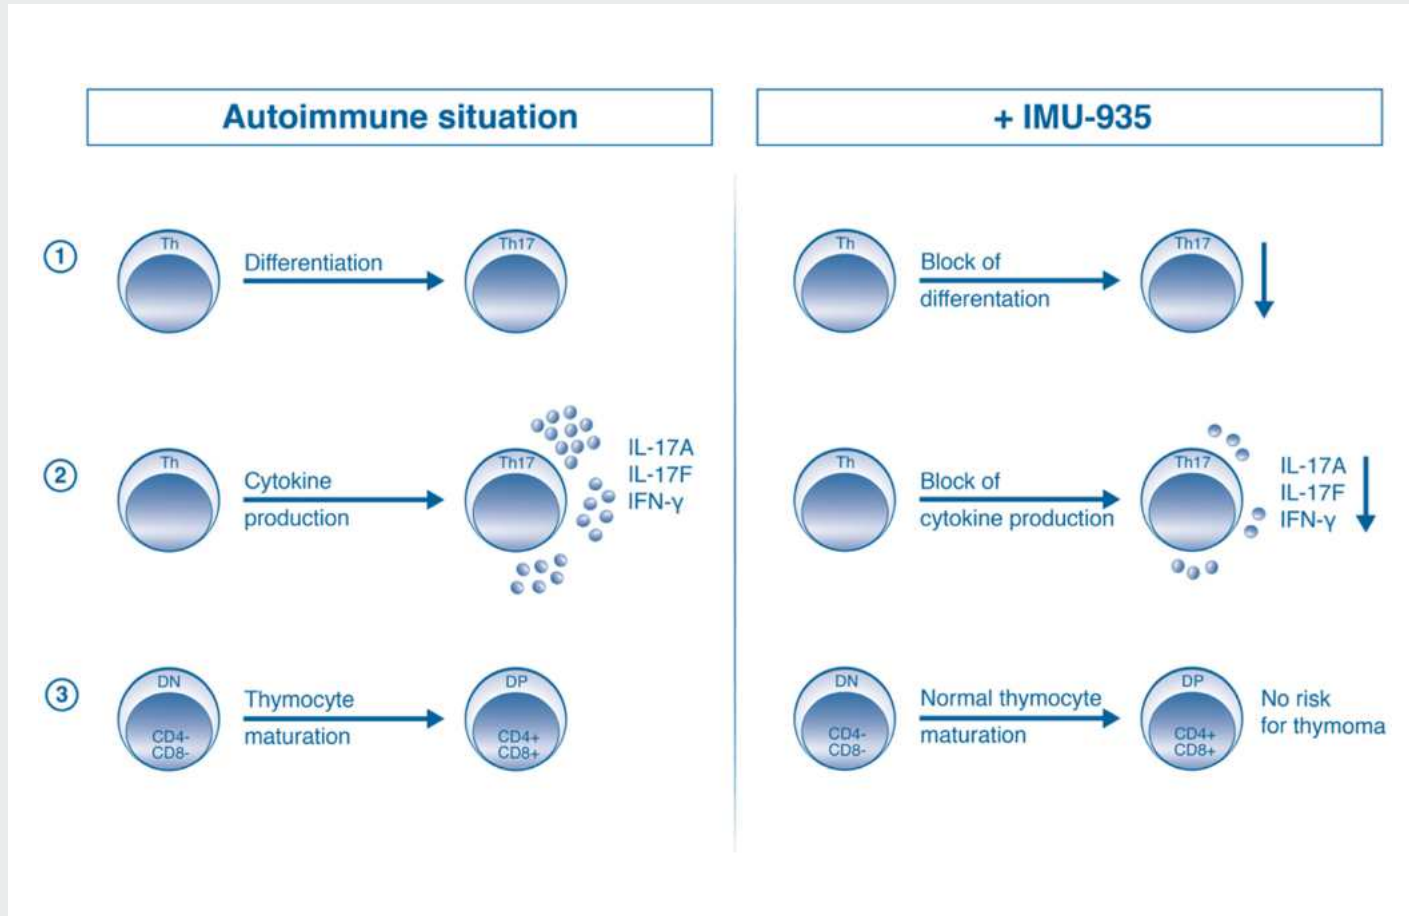 Autoimmune situation
+ IMU-935
1
Th
Differentiation
Th17
Th
Block of
differentation
Th17
2
Th
Cytokine
production
Th17
IL-17A
IL-17F
IFN-γ
Th
Block of
cytokine production
Th17
IL-17A
IL-17F
IFN-γ
3
DN
CD4-
CD8-
Thymocyte
maturation
DP
CD4+
CD8+
DN
CD4-
CD8-
Normal thymocyte
maturation
DP
CD4+
CD8+
No risk
for thymoma